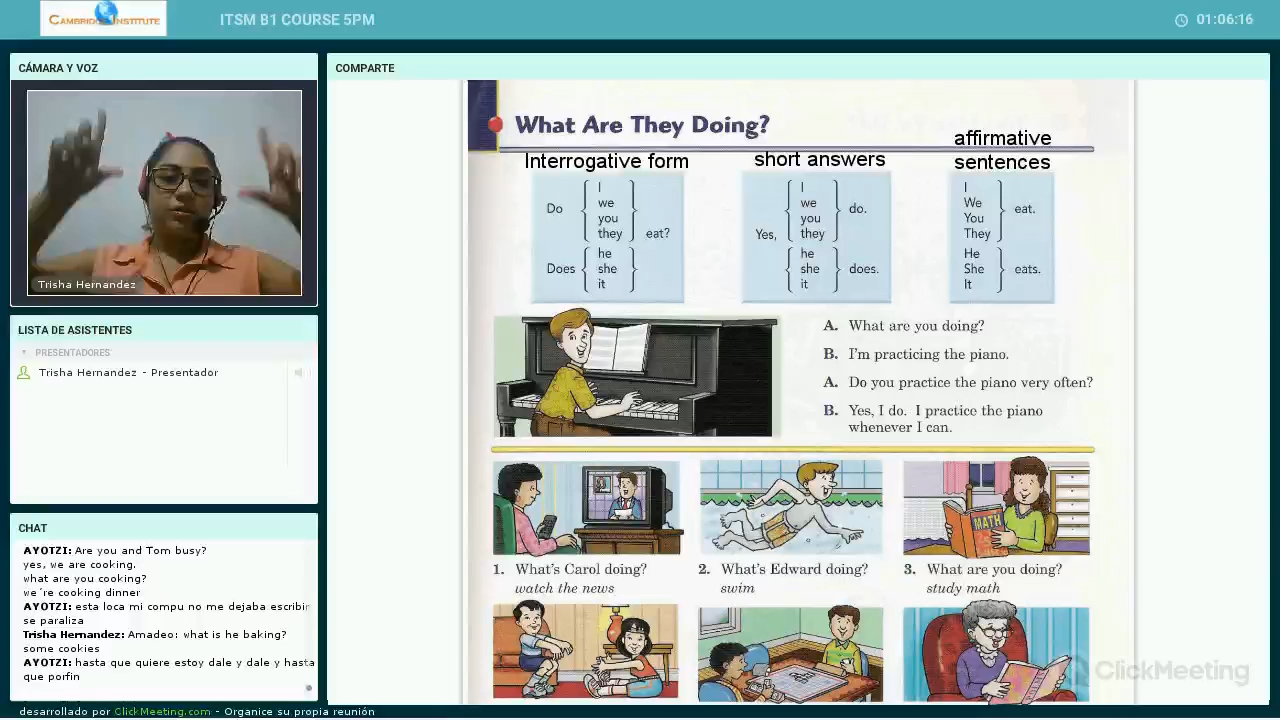 CAMBRIDGE INSTITUTE
ITSM B1 COURSE 5PM
01:06:16
CÁMARA Y VOZ
Trisha Hernandez
LISTA DE ASISTENTES
PRESENTADORES
Trisha Hernandez - Presentador
CHAT
AYOTZI: Are you and Tom busy?
yes, we are cooking.
what are you cooking?
we´re cooking dinner
AYOTZI: esta loca mi compu no me dejaba escribir
se paraliza
Trisha Hernandez: Amadeo: what is he baking?
some cookies
AYOTZI: hasta que quiere estoy dale y dale y hasta
que porfin
COMPARTE
What Are They Doing?
Interrogative form
short answers
affirmative
sentences
Do
I
we
you
they
eat?
Does
he
she
it
Yes,
I
we
you
they
do.
he
she
it
does.
I
We
You
They
eat.
He
She
It
eats.
A. What are you doing?
B. I'm practicing the piano.
A. Do you practice the piano very often?
B. Yes, I do. I practice the piano
whenever I can.
MATH
1. What's Carol doing?
watch the news
2. What's Edward doing?
swim
3. What are you doing?
study math
ClickMeeting
desarrollado por ClickMeeting.com - Organice su propia reunión